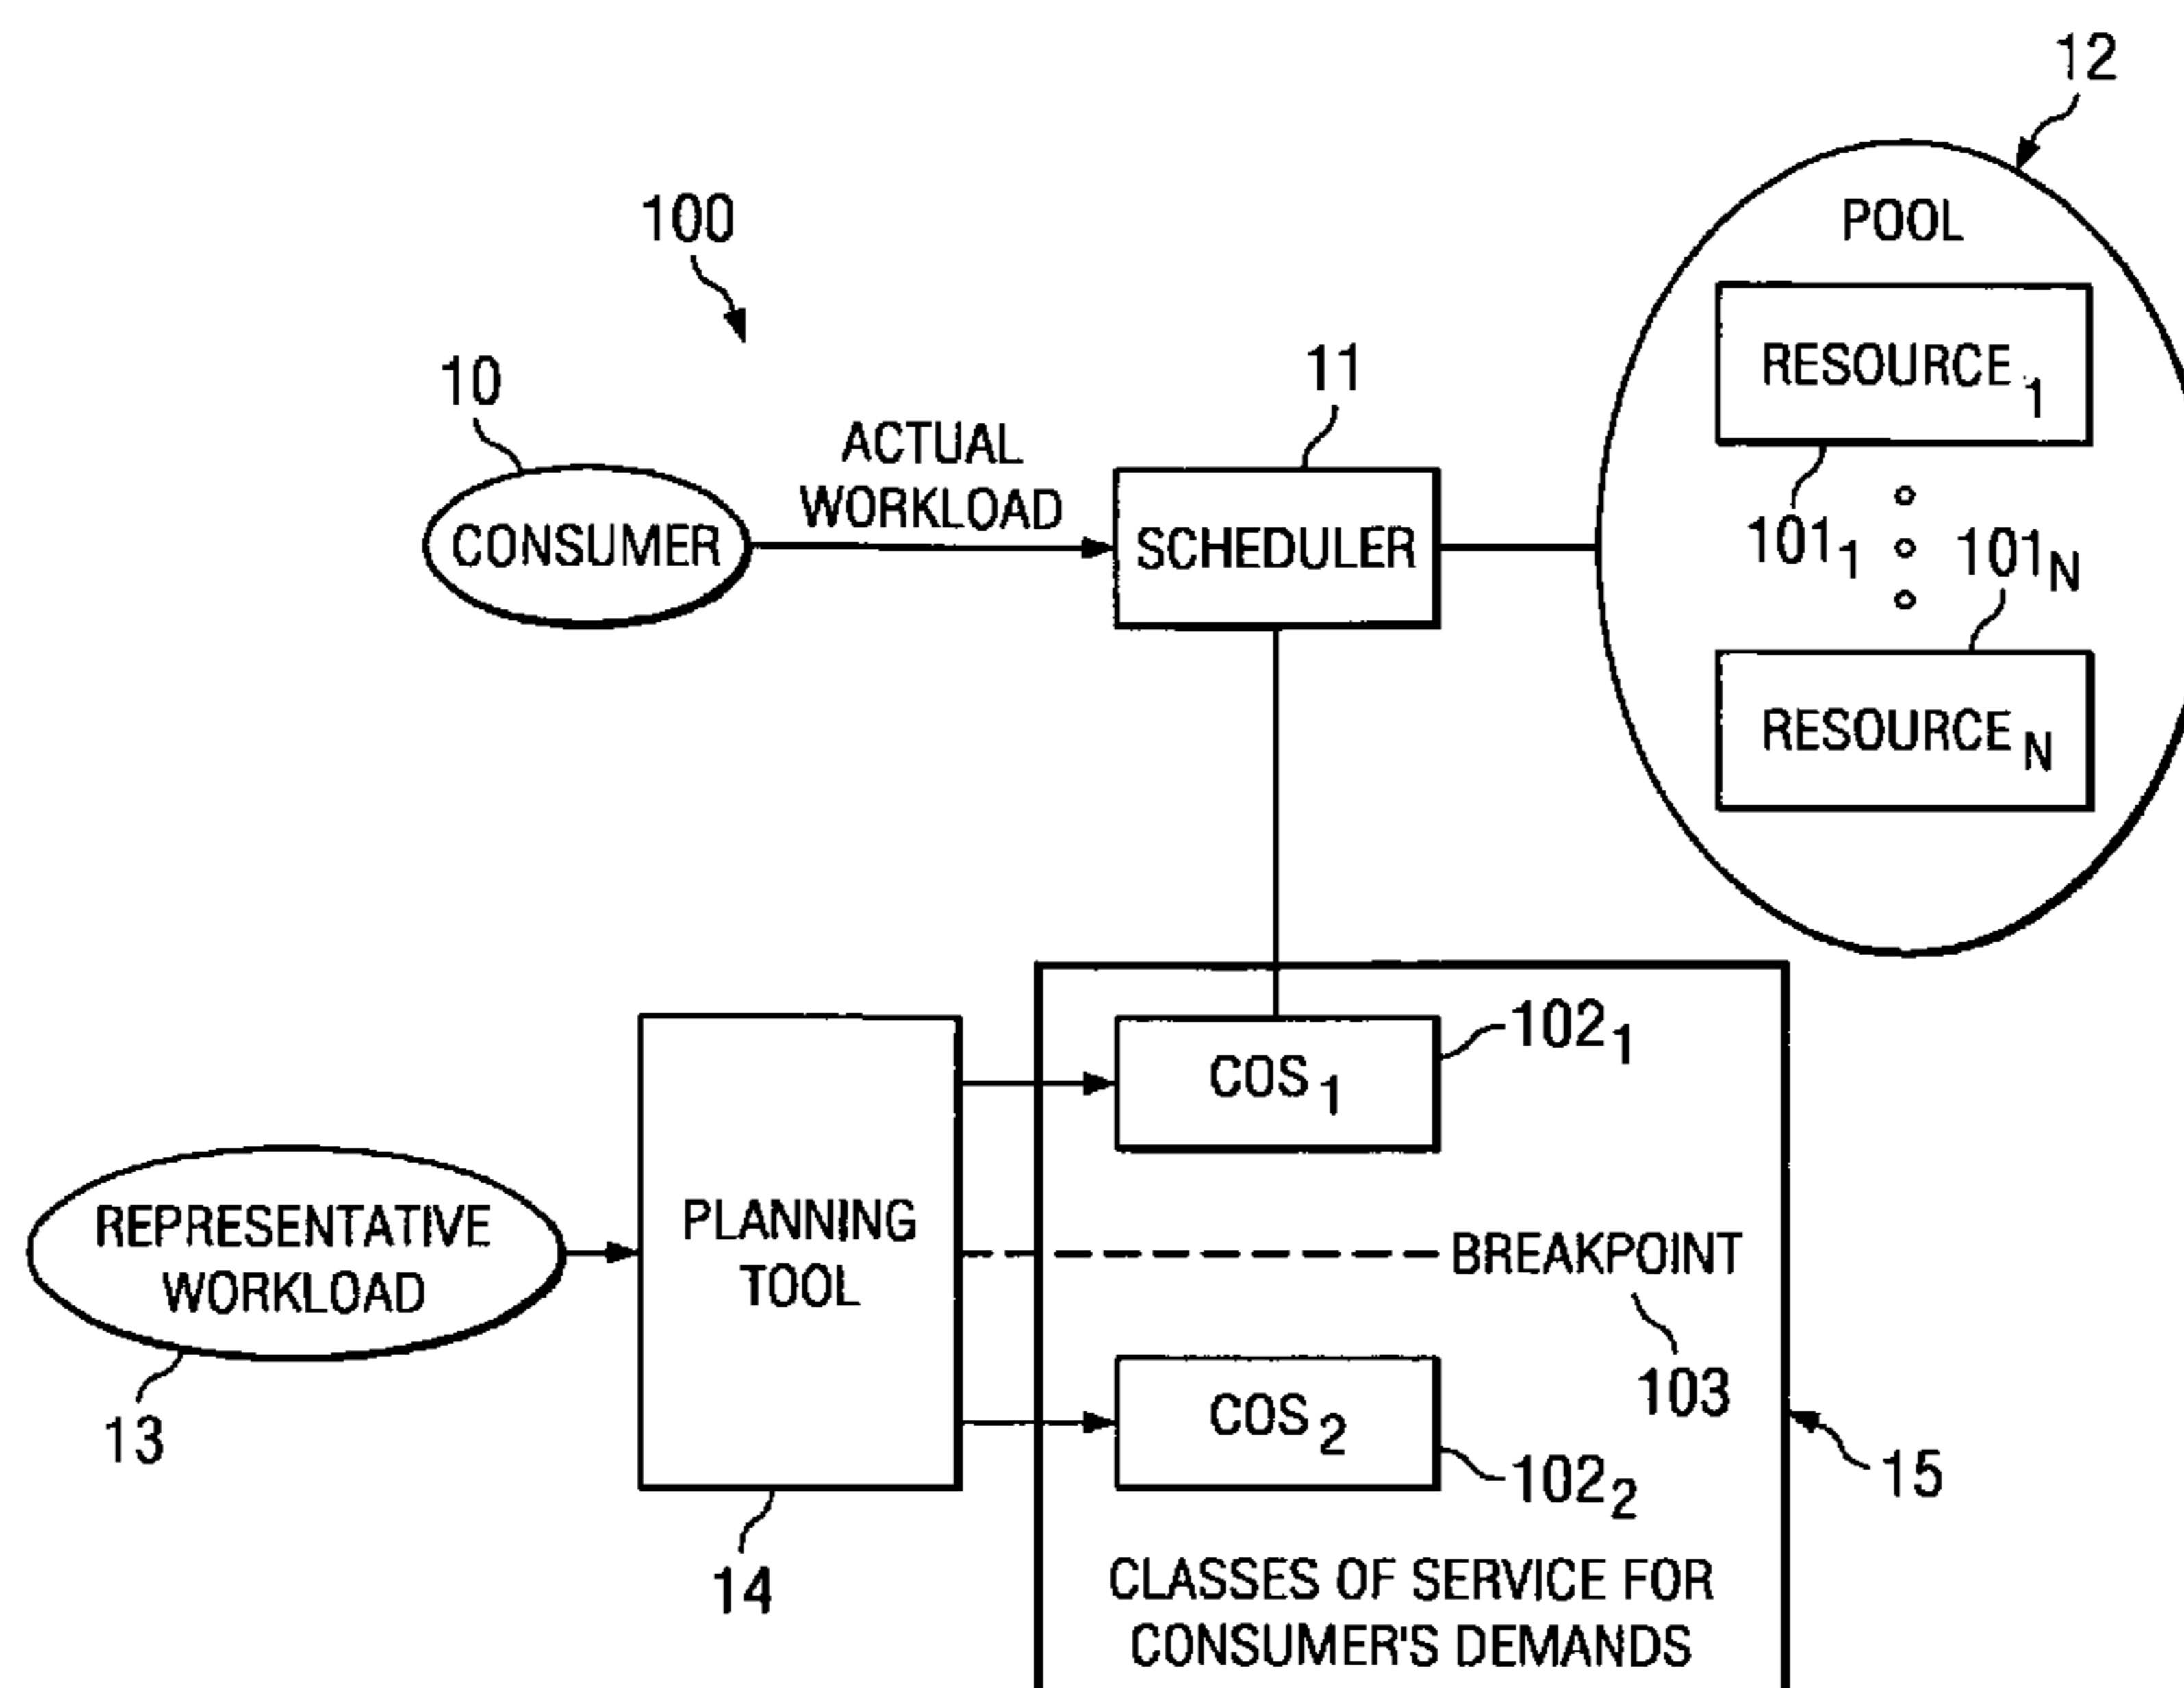 12
POOL
100
RESOURCE 1
10
11
ACTUAL
WORKLOAD
CONSUMER
SCHEDULER
101 1
101 N
RESOURCE N
COS 1
102 1
REPRESENTATIVE
WORKLOAD
PLANNING
TOOL
BREAKPOINT
103
COS 2
102 2
13
14
15
CLASSES OF SERVICE FOR
CONSUMER'S DEMANDS